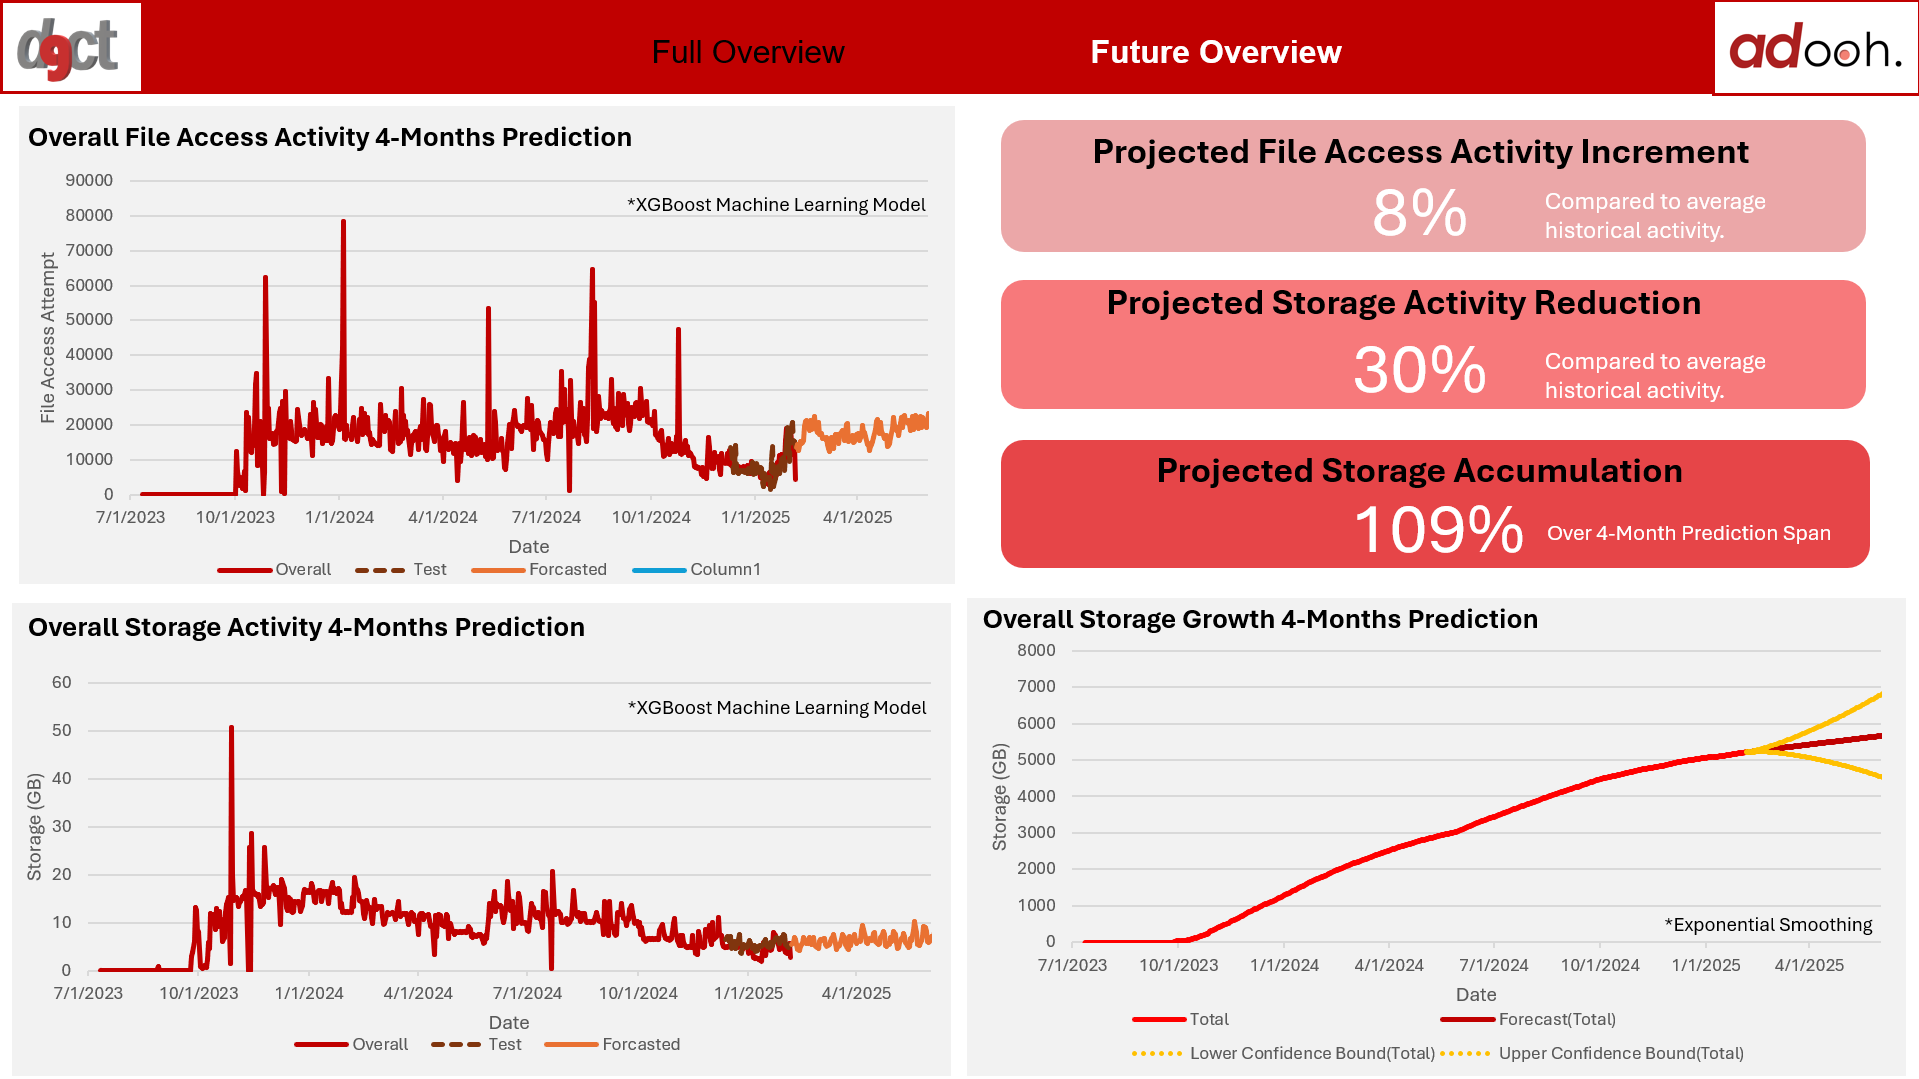 dgct
Full Overview
Future Overview
adooh.
Overall File Access Activity 4-Months Prediction
*XGBoost Machine Learning Model
File Access Attempt
90000
80000
70000
60000
50000
40000
30000
20000
10000
0
7/1/2023 10/1/2023 1/1/2024 4/1/2024 7/1/2024 10/1/2024 1/1/2025 4/1/2025
Date
Overall Test Forcasted Column1
Projected File Access Activity Increment
8%
Compared to average
historical activity.
Projected Storage Activity Reduction
30%
Compared to average
historical activity.
Projected Storage Accumulation
109%
Over 4-Month Prediction Span
Overall Storage Activity 4-Months Prediction
*XGBoost Machine Learning Model
Storage (GB)
60
50
40
30
20
10
0
7/1/2023 10/1/2023 1/1/2024 4/1/2024 7/1/2024 10/1/2024 1/1/2025 4/1/2025
Date
Overall Test Forcasted
Overall Storage Growth 4-Months Prediction
Storage (GB)
8000
7000
6000
5000
4000
3000
2000
1000
0
*Exponential Smoothing
7/1/2023 10/1/2023 1/1/2024 4/1/2024 7/1/2024 10/1/2024 1/1/2025 4/1/2025
Date
Total Forecast(Total)
Lower Confidence Bound(Total) Upper Confidence Bound(Total)